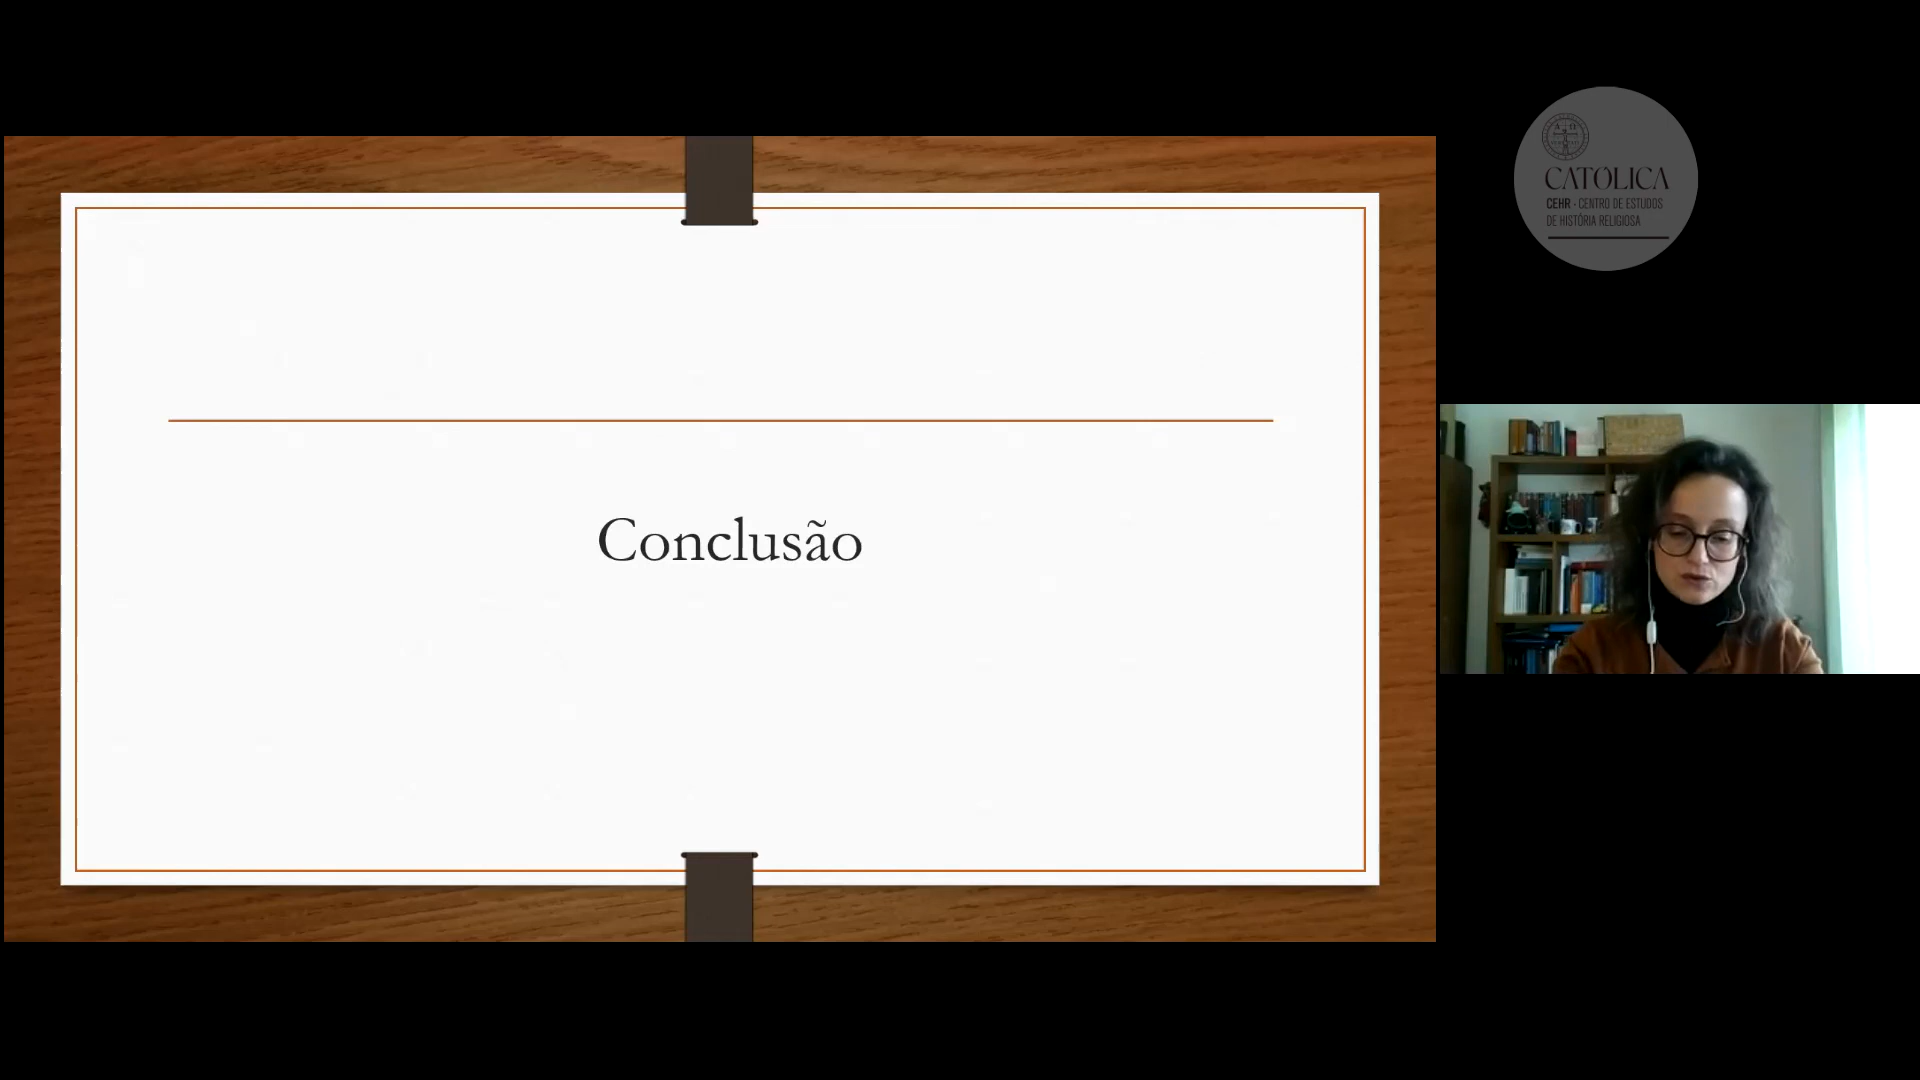 Conclusão
CATÓLICA
CEHR - CENTRO DE ESTUDOS
DE HISTÓRIA RELIGIOSA